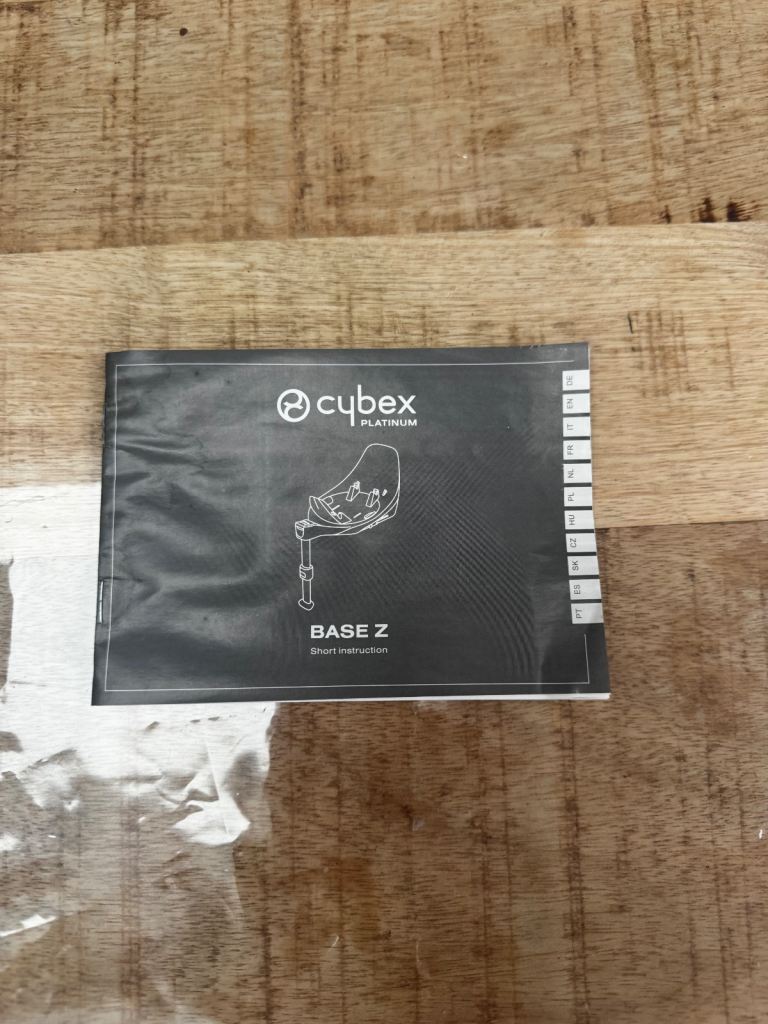 cybex
PLATINUM
BASE Z
Short instruction
DE
EN
IT
FR
NL
PL
HU
CZ
SK
ES
PT